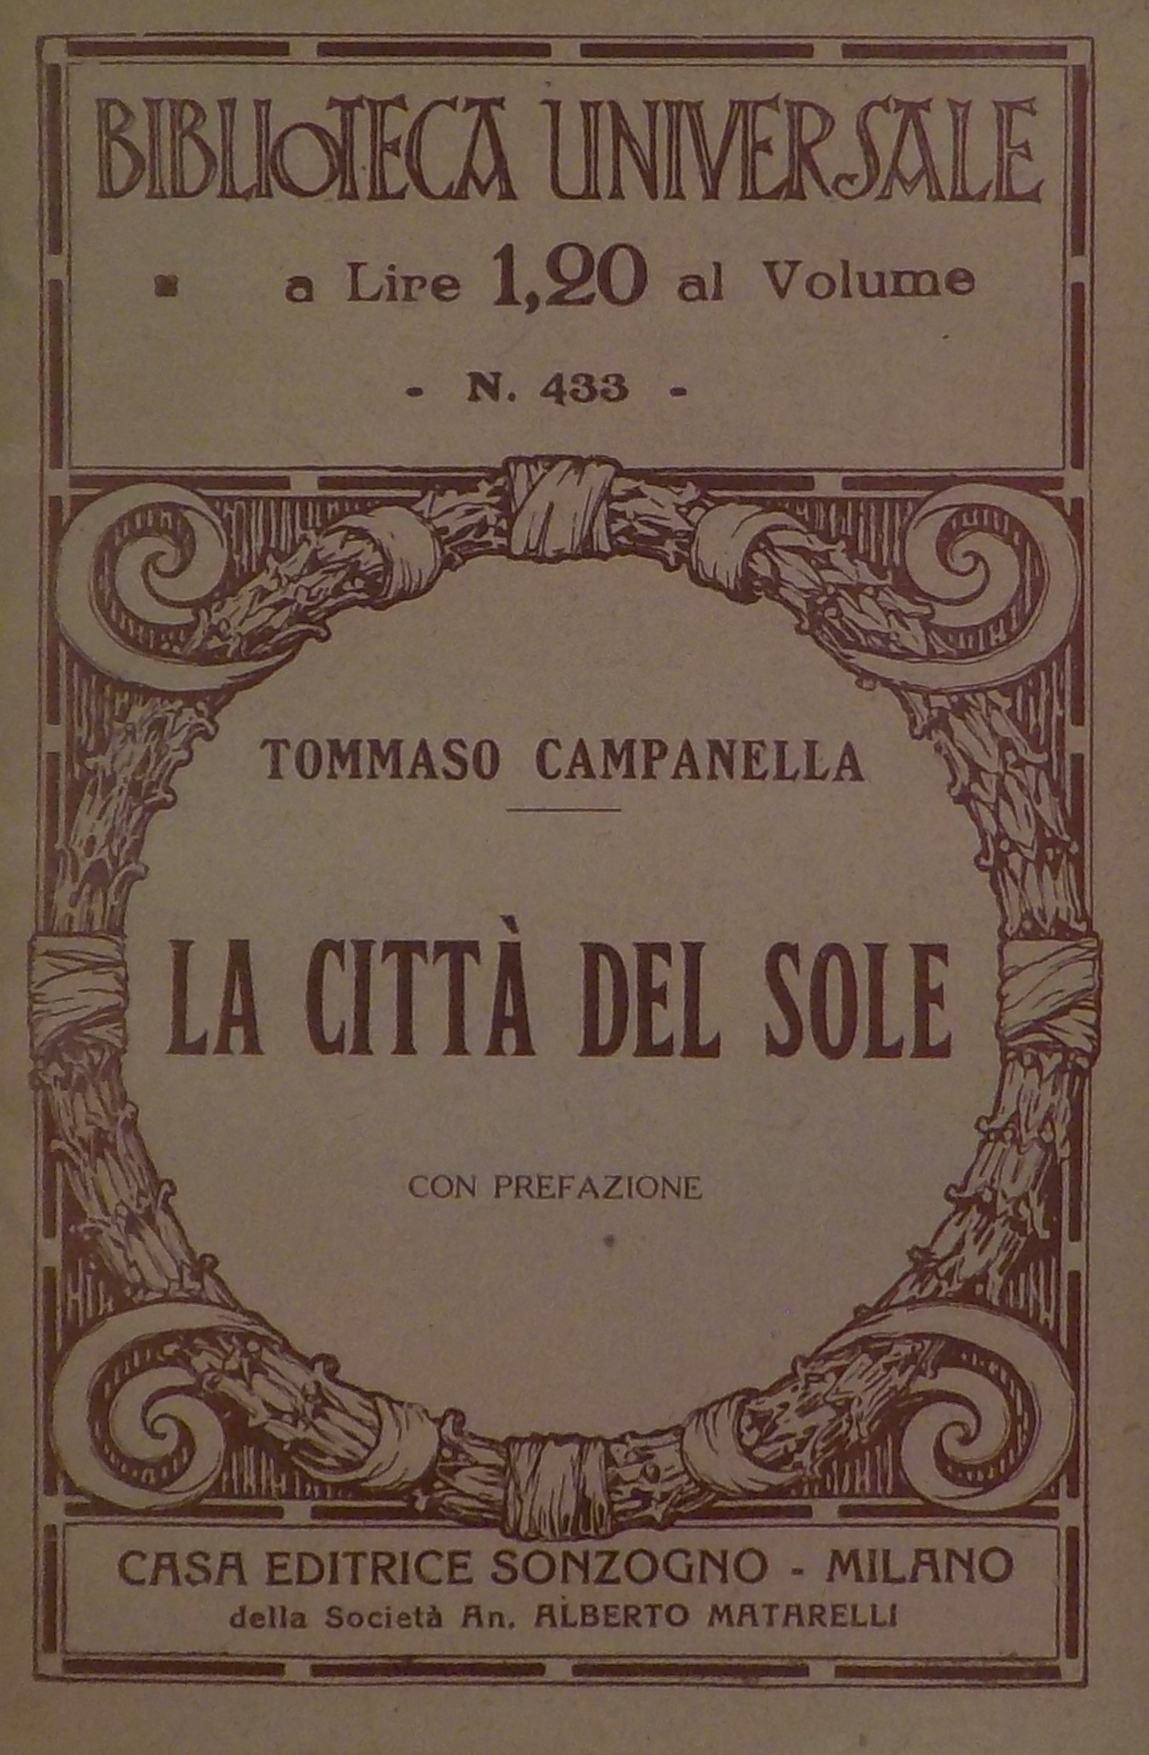 BIBLIOTECA UNIVERSALE
a Lire 1,20 al Volume
- N. 433 -
TOMMASO CAMPANELLA
LA CITTÀ DEL SOLE
CON PREFAZIONE
CASA EDITRICE SONZOGNO - MILANO
della Società An. ALBERTO MATARELLI